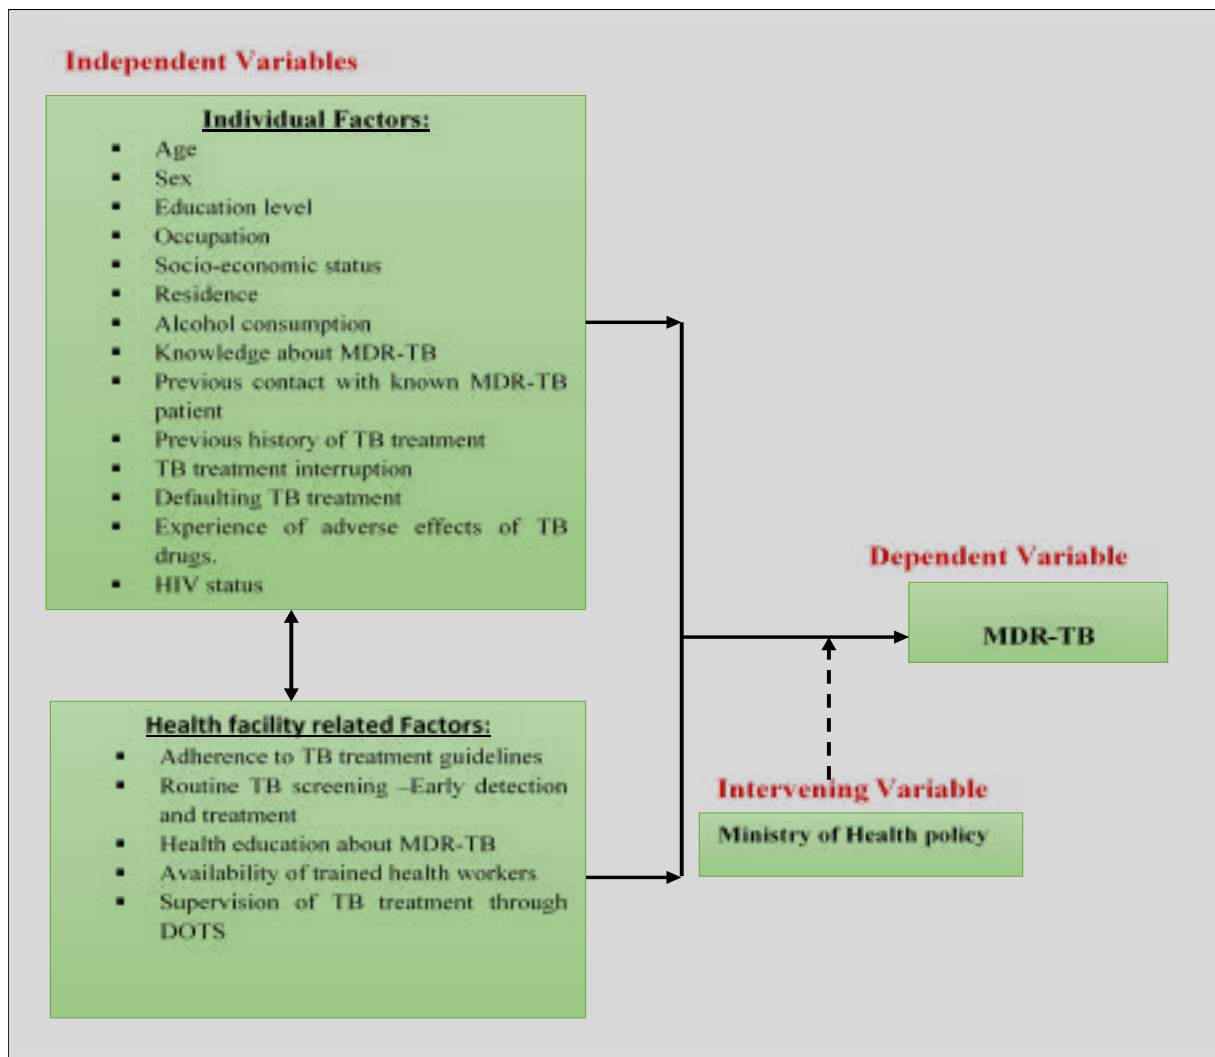 Independent Variables
Individual Factors:
▪ Age
▪ Sex
▪ Education level
▪ Occupation
▪ Socio-economic status
▪ Residence
▪ Alcohol consumption
▪ Knowledge about MDR-TB
▪ Previous contact with known MDR-TB
patient
▪ Previous history of TB treatment
▪ TB treatment interruption
▪ Defaulting TB treatment
▪ Experience of adverse effects of TB
drugs.
▪ HIV status
Health facility related Factors:
▪ Adherence to TB treatment guidelines
▪ Routine TB screening –Early detection
and treatment
▪ Health education about MDR-TB
▪ Availability of trained health workers
▪ Supervision of TB treatment through
DOTS
Dependent Variable
MDR-TB
Intervening Variable
Ministry of Health policy